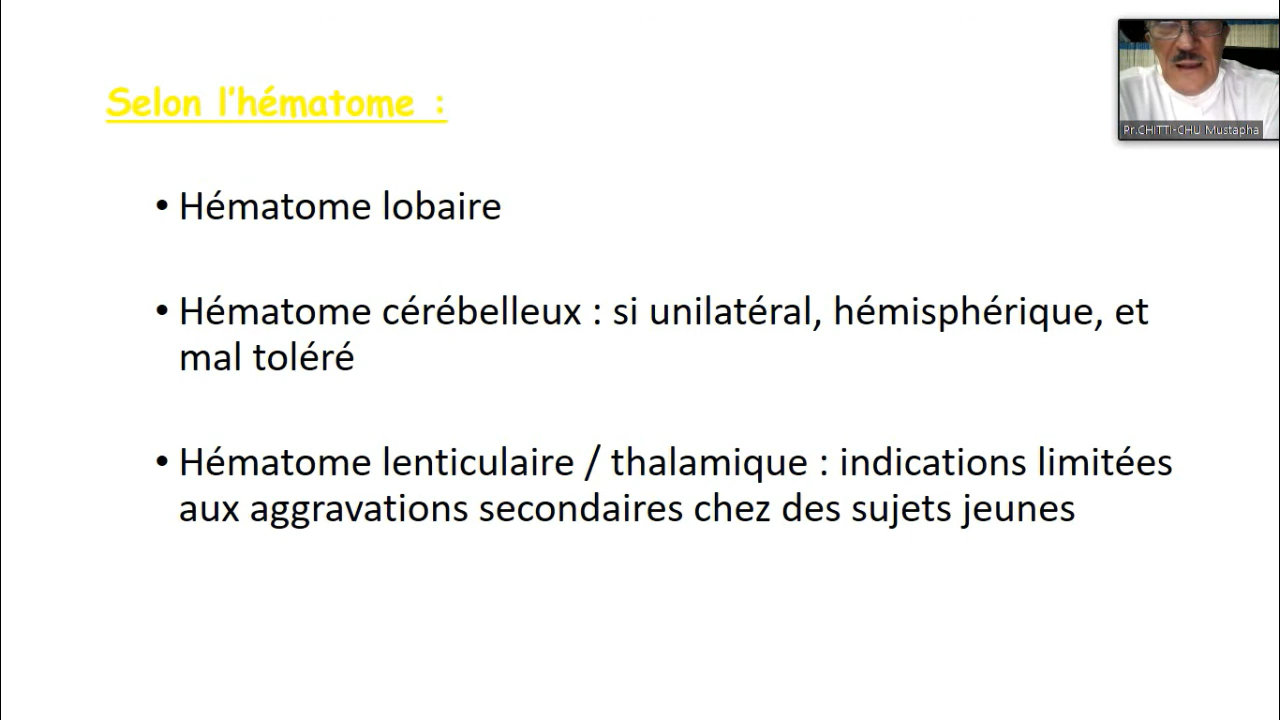 Pr.CHITTI-CHU Mustapha
Selon l'hématome :
• Hématome lobaire
• Hématome cérébelleux : si unilatéral, hémisphérique, et
mal toléré
• Hématome lenticulaire / thalamique : indications limitées
aux aggravations secondaires chez des sujets jeunes